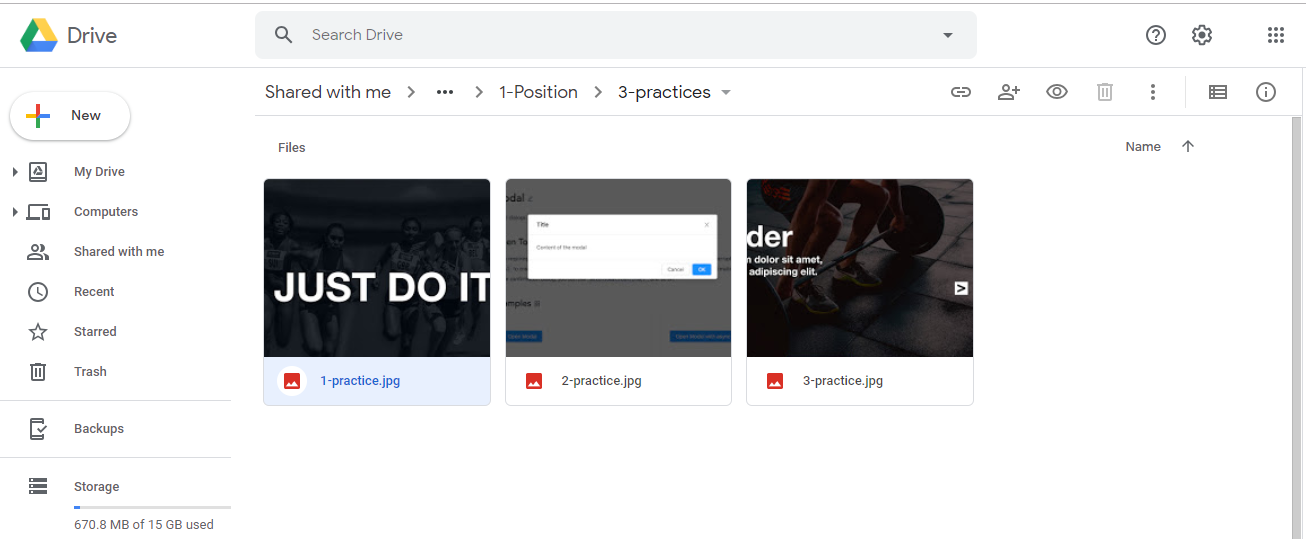 Drive
Search Drive
Shared with me > ••• > 1-Position > 3-practices
New
My Drive
Computers
Shared with me
Recent
Starred
Trash
Backups
Storage
670.8 MB of 15 GB used
Files
Name
JUST DO IT
odal
Title
Content of the modal
Cancel
OK
mples
Open Modal
der
dolor sit amet,
adipiscing elit.
>
1-practice.jpg
2-practice.jpg
3-practice.jpg